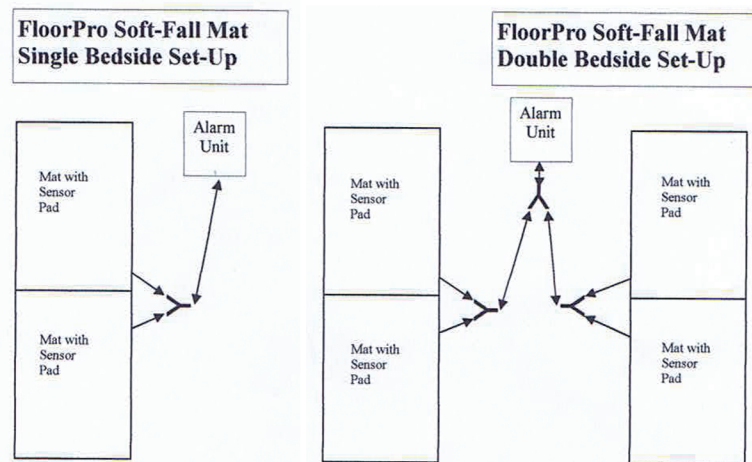 FloorPro Soft-Fall Mat
Single Bedside Set-Up
Alarm
Unit
Mat with
Sensor
Pad
Mat with
Sensor
Pad
FloorPro Soft-Fall Mat
Double Bedside Set-Up
Alarm
Unit
Mat with
Sensor
Pad
Mat with
Sensor
Pad
Mat with
Sensor
Pad
Mat with
Sensor
Pad